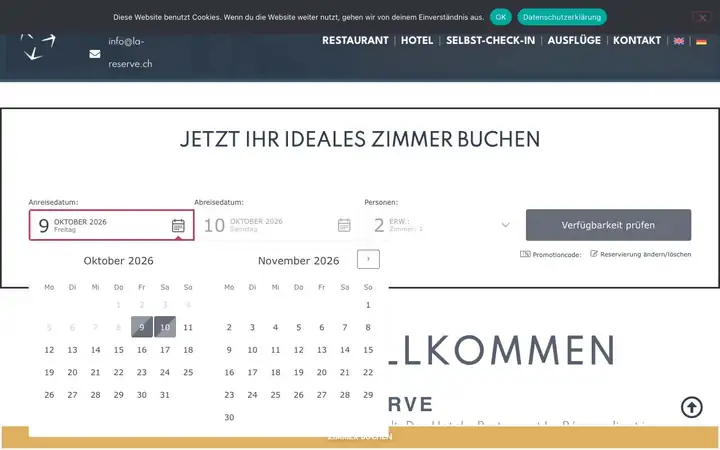 Diese Website benutzt Cookies. Wenn du die Website weiter nutzt, gehen wir von deinem Einverständnis aus. OK Datenschutzerklärung
info@la-
reserve.ch
RESTAURANT | HOTEL | SELBST-CHECK-IN | AUSFLÜGE | KONTAKT
JETZT IHR IDEALES ZIMMER BUCHEN
Anreisedatum: Abreisedatum: Personen:
9 OKTOBER 2026 Freitag 10 OKTOBER 2026 Samstag 2 ERW.: Zimmer: 1 Verfügbarkeit prüfen
Promotioncode: Reservierung ändern/löschen
Oktober 2026 November 2026 ›
Mo Di Mi Do Fr Sa So Mo Di Mi Do Fr Sa So
1 2 3 4 1
5 6 7 8 9 10 11 2 3 4 5 6 7 8
12 13 14 15 16 17 18 9 10 11 12 13 14 15
19 20 21 22 23 24 25 16 17 18 19 20 21 22
26 27 28 29 30 31 23 24 25 26 27 28 29
30
LLKOMMEN
RVE
ZIMMER BUCHEN